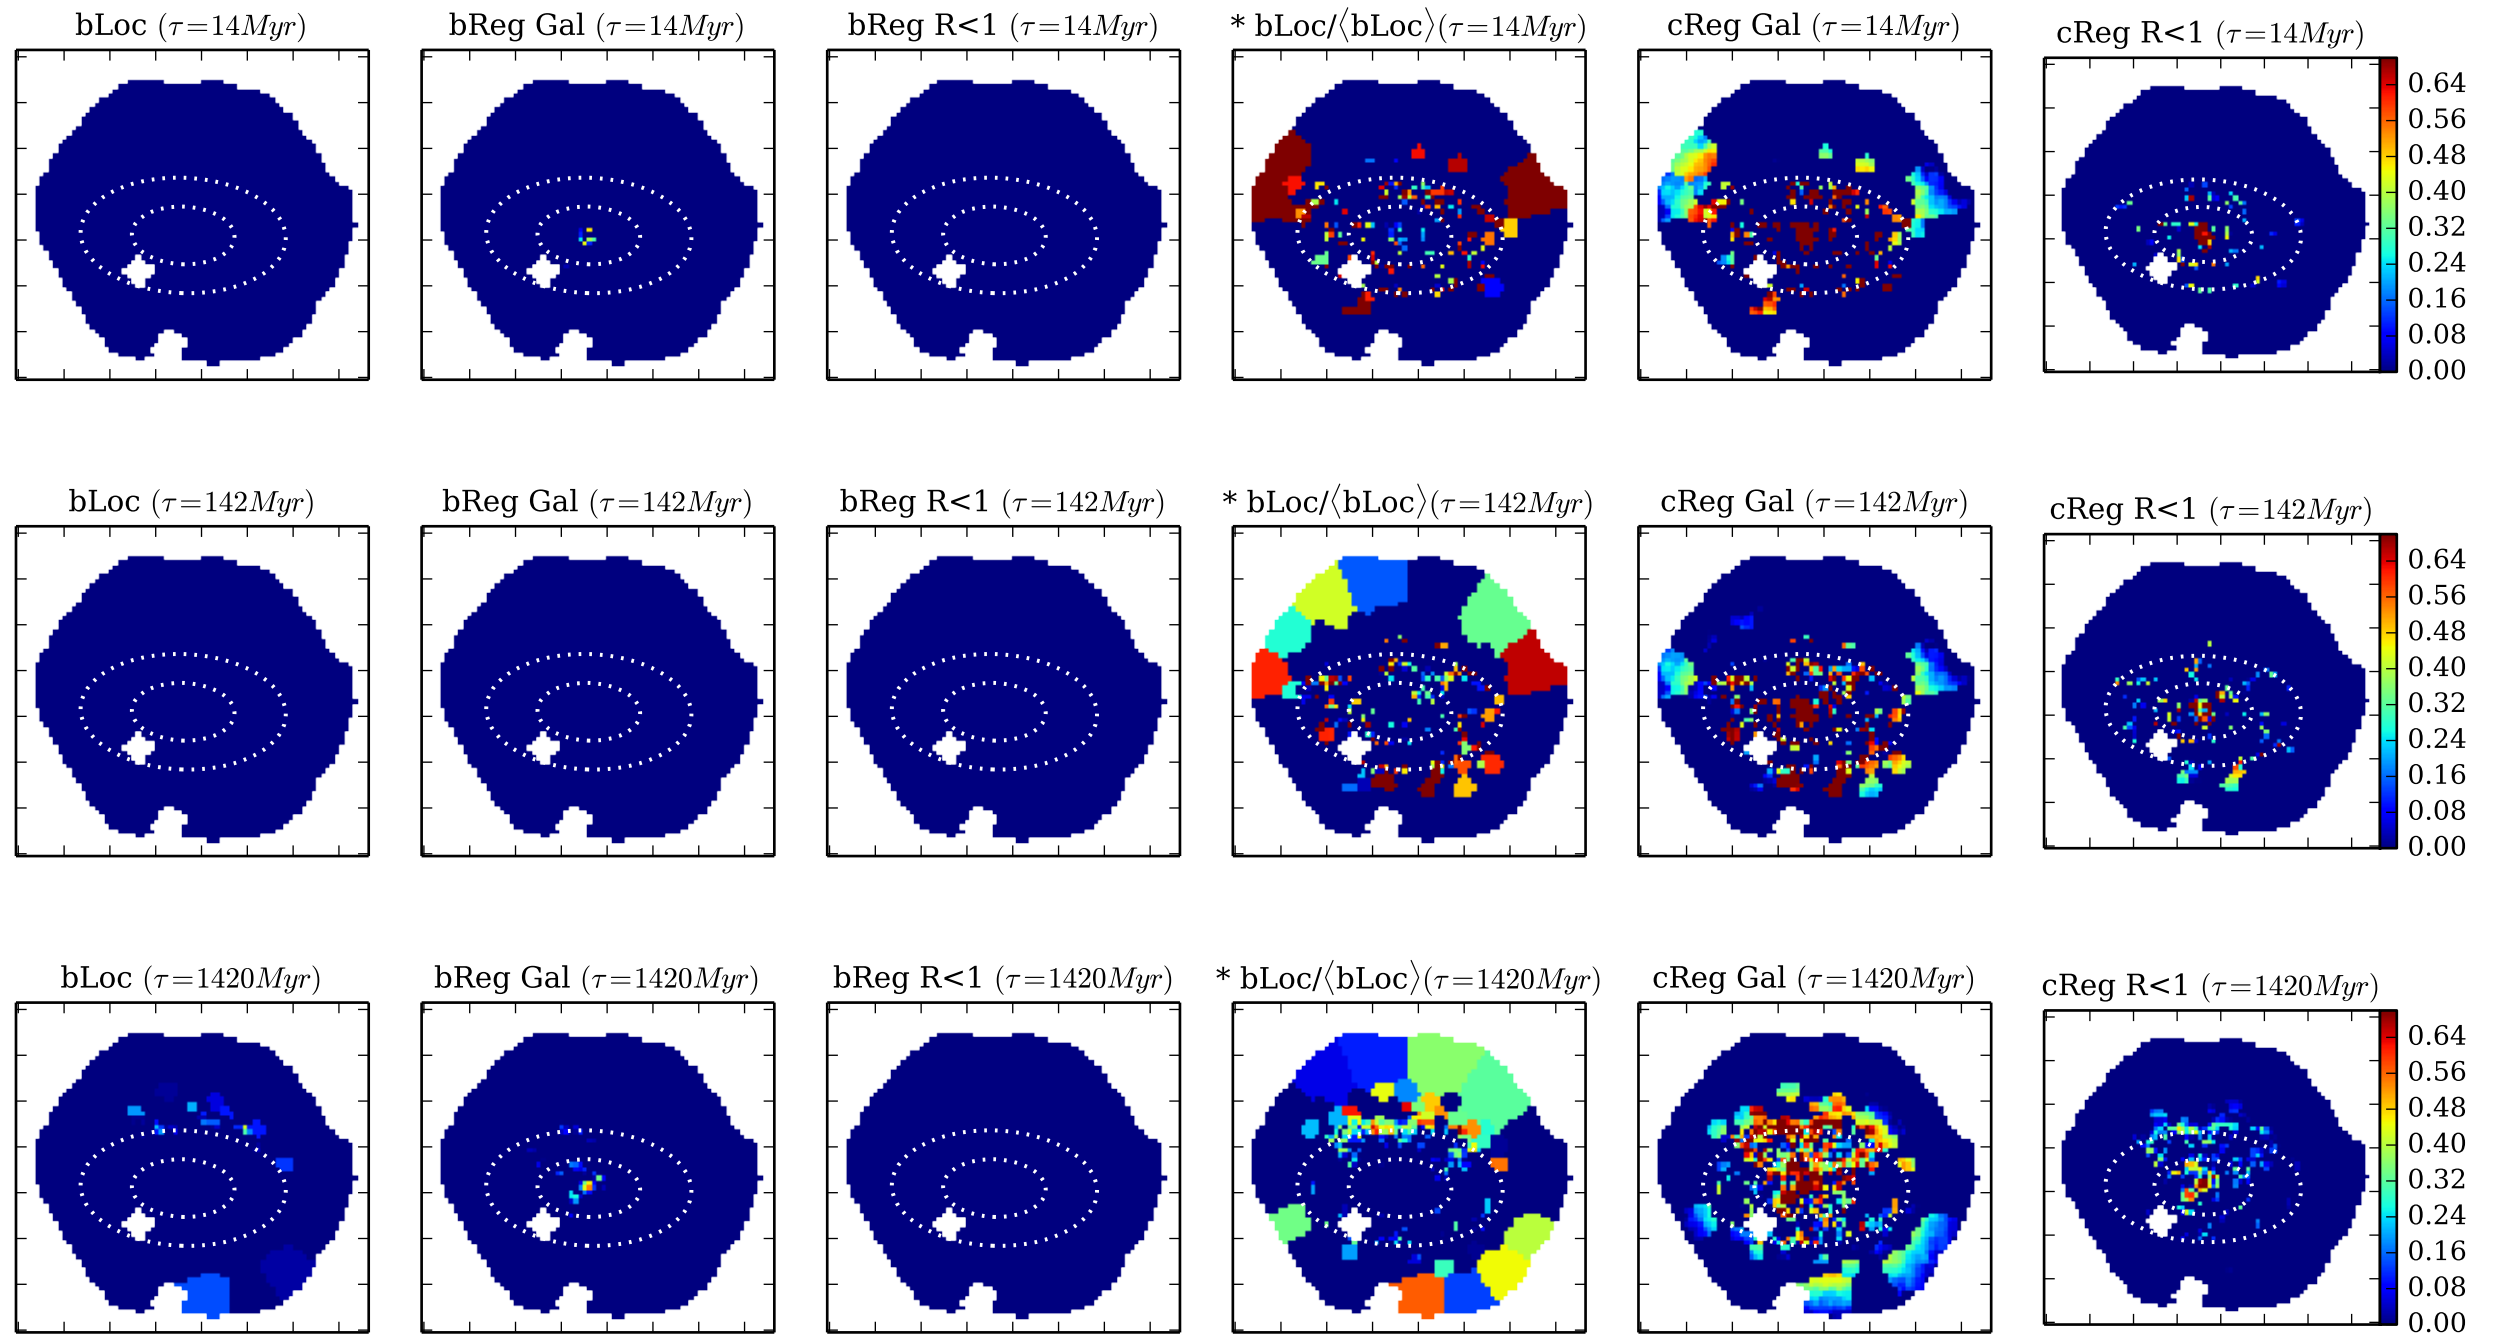 bLoc (τ=14Myr)
bReg Gal (τ=14Myr)
bReg R<1 (τ=14Myr)
* bLoc/⟨bLoc⟩(τ=14Myr)
cReg Gal (τ=14Myr)
cReg R<1 (τ=14Myr)
0.64
0.56
0.48
0.40
0.32
0.24
0.16
0.08
0.00
bLoc (τ=142Myr)
bReg Gal (τ=142Myr)
bReg R<1 (τ=142Myr)
* bLoc/⟨bLoc⟩(τ=142Myr)
cReg Gal (τ=142Myr)
cReg R<1 (τ=142Myr)
0.64
0.56
0.48
0.40
0.32
0.24
0.16
0.08
0.00
bLoc (τ=1420Myr)
bReg Gal (τ=1420Myr)
bReg R<1 (τ=1420Myr)
* bLoc/⟨bLoc⟩(τ=1420Myr)
cReg Gal (τ=1420Myr)
cReg R<1 (τ=1420Myr)
0.64
0.56
0.48
0.40
0.32
0.24
0.16
0.08
0.00